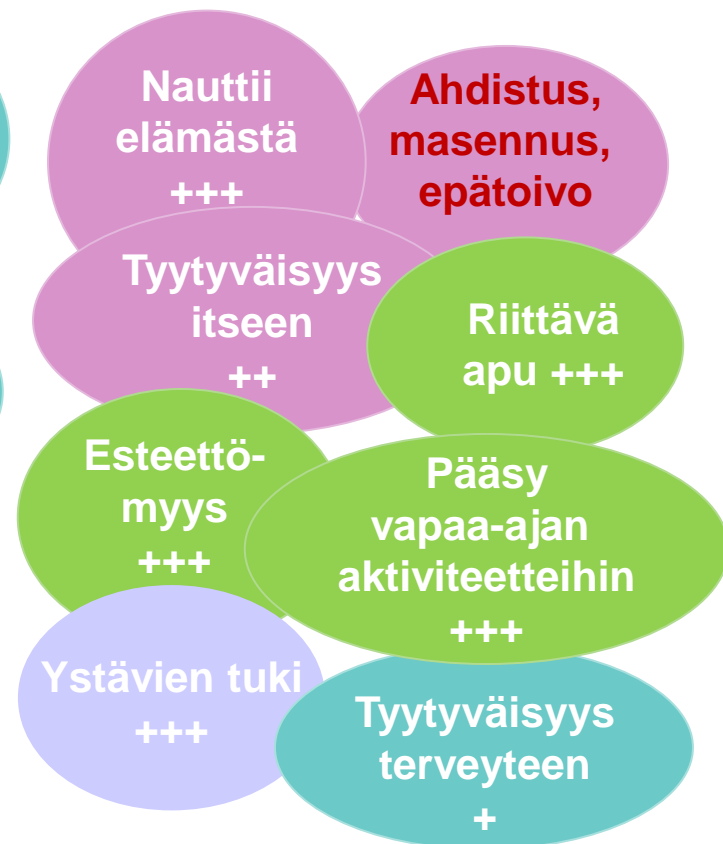 Nauttii
elämästä
+++
Ahdistus,
masennus,
epätoivo
Tyytyväisyys
itseen
++
Riittävä
apu +++
Esteettö-
myys
+++
Pääsy
vapaa-ajan
aktiviteetteihin
+++
Ystävien tuki
+++
Tyytyväisyys
terveyteen
+